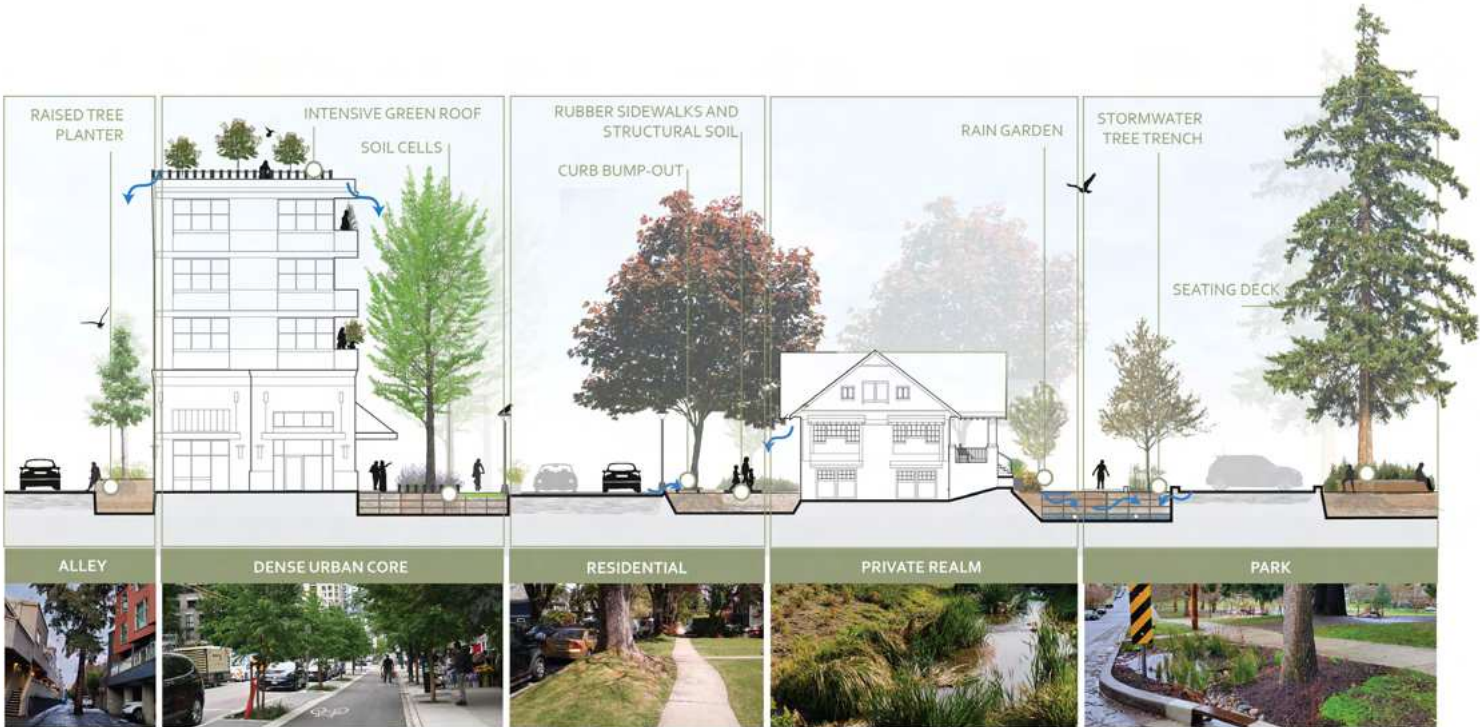 RAISED TREE
PLANTER
INTENSIVE GREEN ROOF
SOIL CELLS
RUBBER SIDEWALKS AND
STRUCTURAL SOIL
CURB BUMP-OUT
RAIN GARDEN
STORMWATER
TREE TRENCH
SEATING DECK
ALLEY
DENSE URBAN CORE
RESIDENTIAL
PRIVATE REALM
PARK